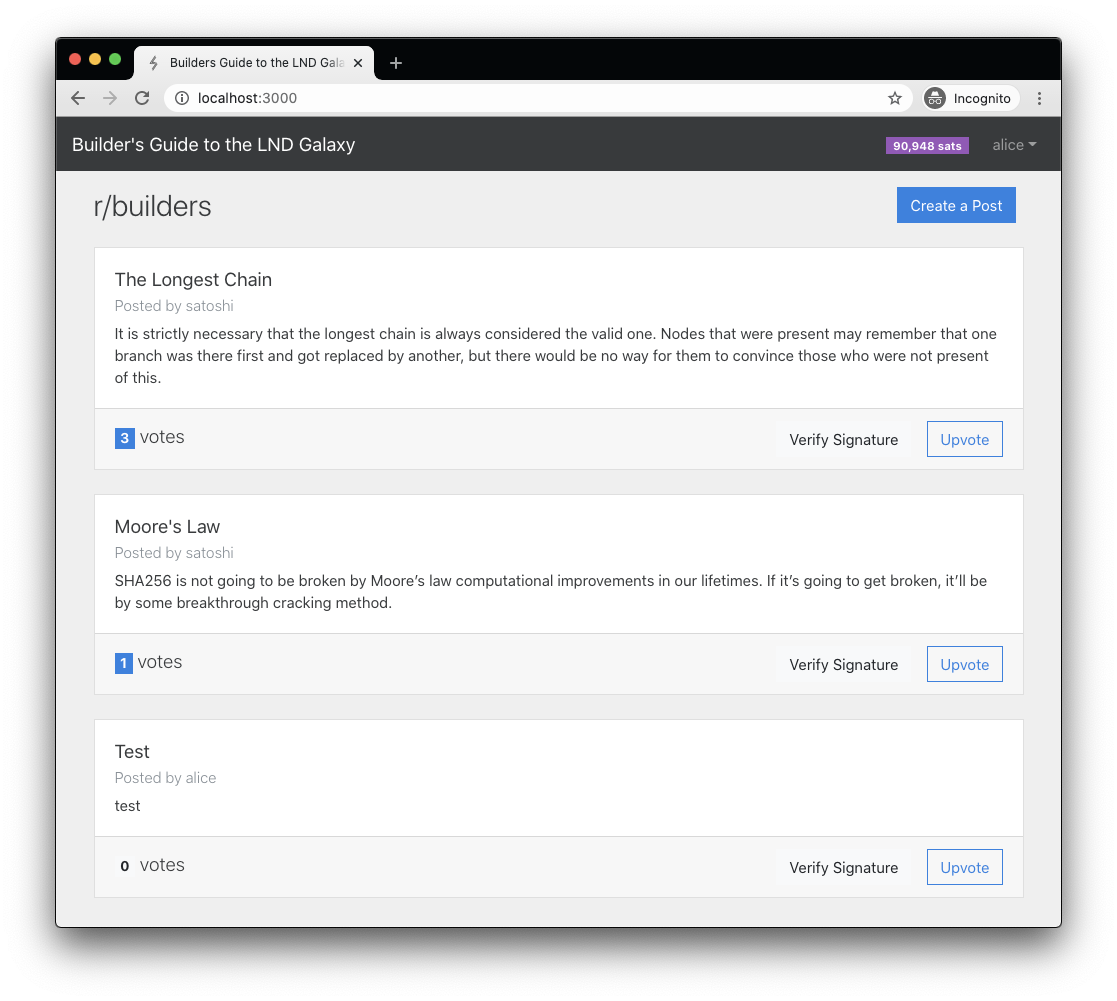 Builders Guide to the LND Gala
localhost:3000
Incognito
Builder's Guide to the LND Galaxy
90,948 sats
alice
r/builders
Create a Post
The Longest Chain
Posted by satoshi
It is strictly necessary that the longest chain is always considered the valid one. Nodes that were present may remember that one
branch was there first and got replaced by another, but there would be no way for them to convince those who were not present
of this.
3 votes
Verify Signature
Upvote
Moore's Law
Posted by satoshi
SHA256 is not going to be broken by Moore’s law computational improvements in our lifetimes. If it’s going to get broken, it’ll be
by some breakthrough cracking method.
1 votes
Verify Signature
Upvote
Test
Posted by alice
test
0 votes
Verify Signature
Upvote